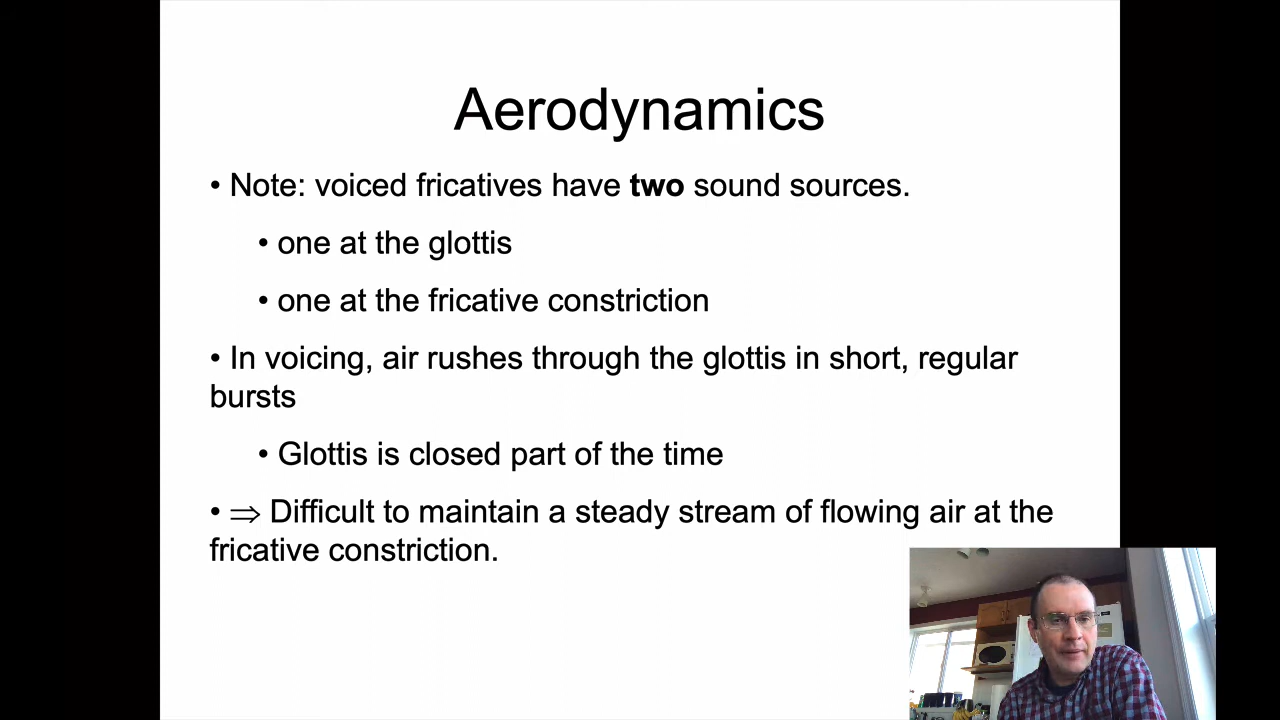 Aerodynamics
• Note: voiced fricatives have two sound sources.
• one at the glottis
• one at the fricative constriction
• In voicing, air rushes through the glottis in short, regular
bursts
• Glottis is closed part of the time
• ⇒ Difficult to maintain a steady stream of flowing air at the
fricative constriction.